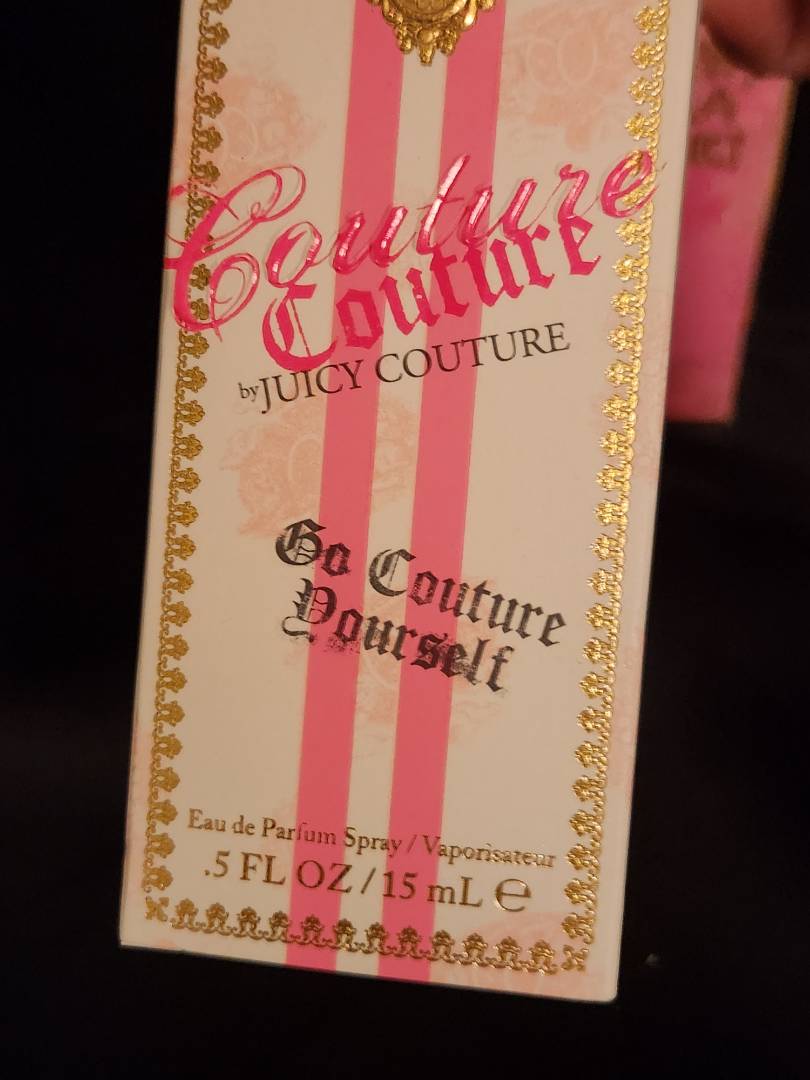 Couture
Couture
by JUICY COUTURE
Go Couture
Yourself
Eau de Parfum Spray / Vaporisateur
.5 FL OZ / 15 mL ℮